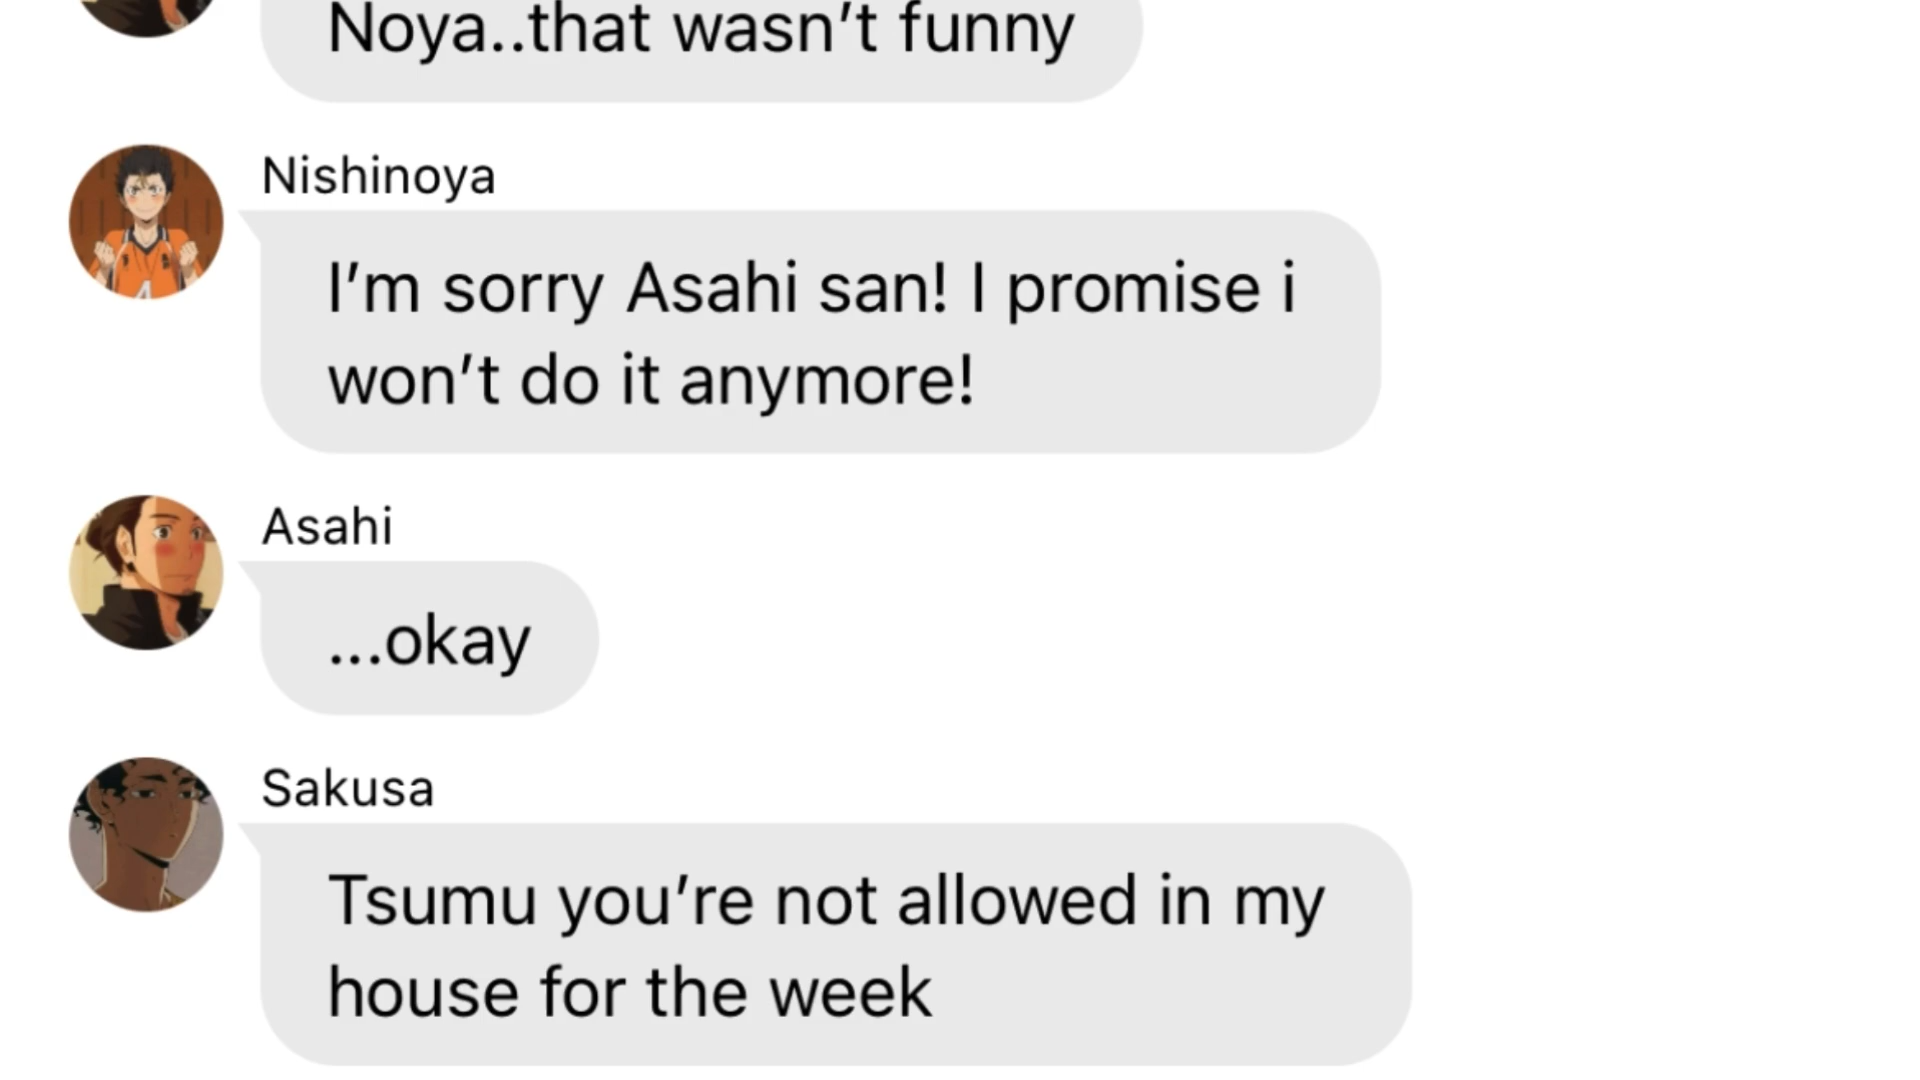 Noya..that wasn’t funny
Nishinoya
I’m sorry Asahi san! I promise i
won’t do it anymore!
Asahi
...okay
Sakusa
Tsumu you’re not allowed in my
house for the week